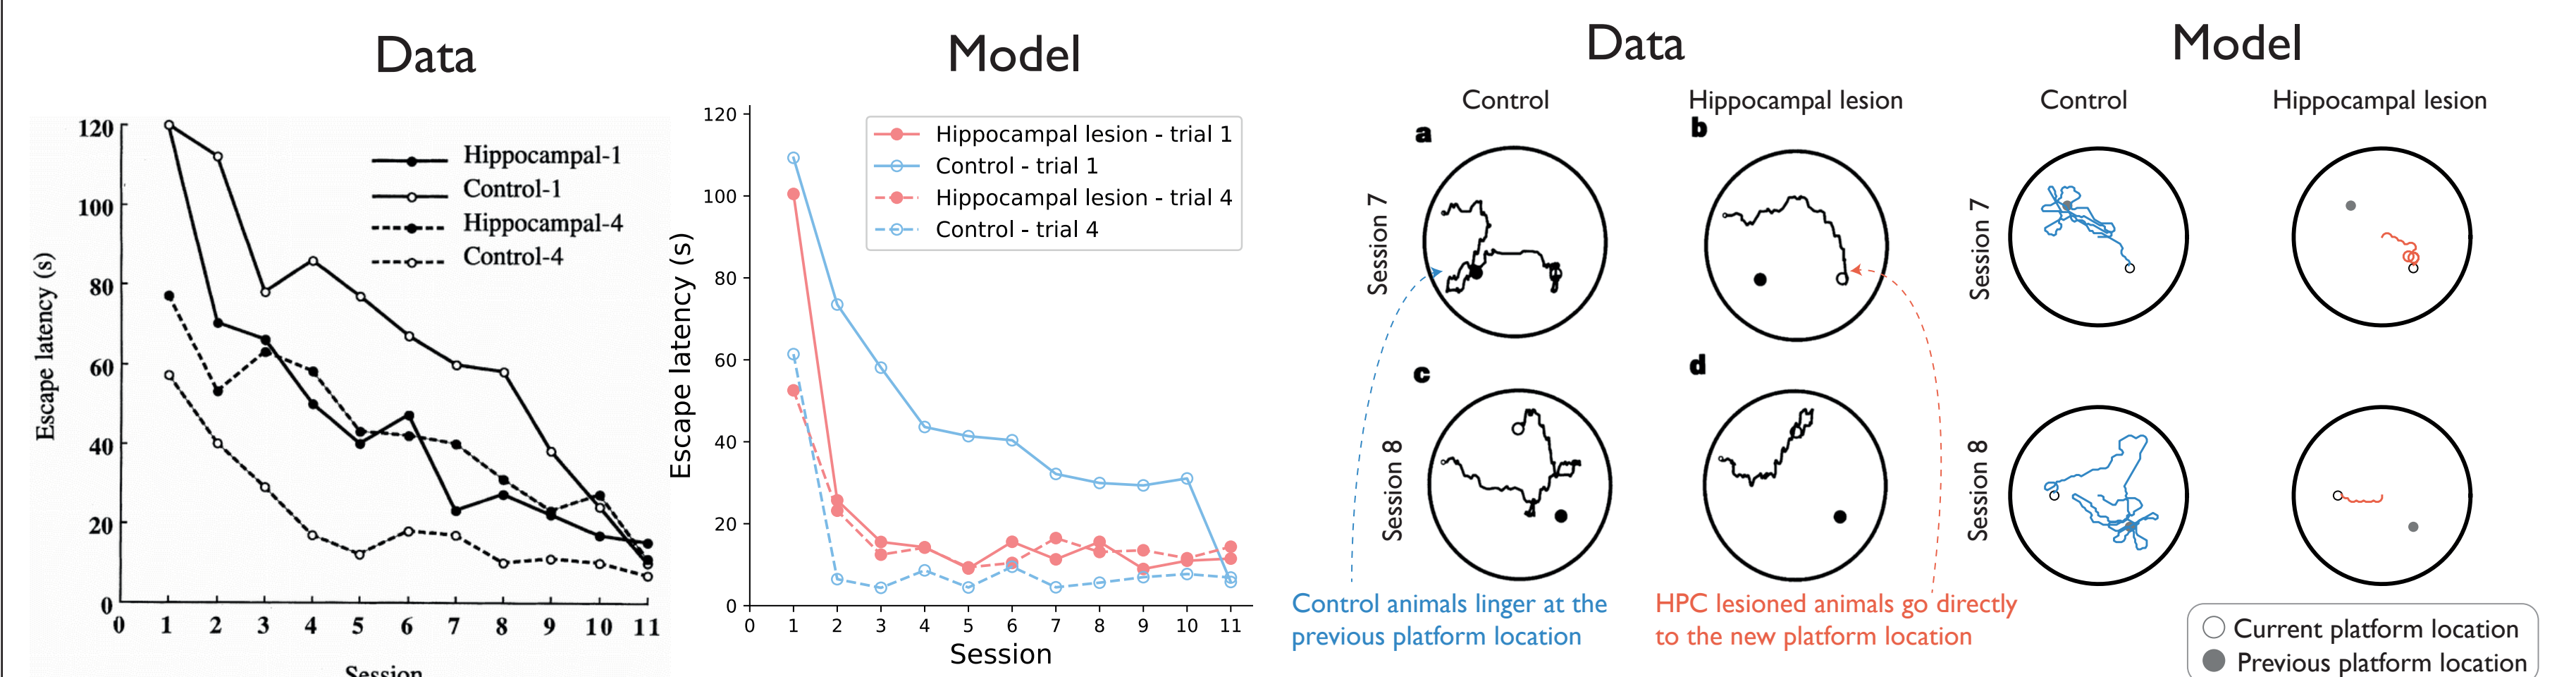 Data
Model
Data
Model
120
100
80
60
40
20
0
Escape latency (s)
Hippocampal-1
Control-1
Hippocampal-4
Control-4
0 1 2 3 4 5 6 7 8 9 10 11
Session
120
100
80
60
40
20
0
Escape latency (s)
Hippocampal lesion - trial 1
Control - trial 1
Hippocampal lesion - trial 4
Control - trial 4
0 1 2 3 4 5 6 7 8 9 10 11
Session
Control
Hippocampal lesion
a
b
Session 7
c
d
Session 8
Control animals linger at the
previous platform location
HPC lesioned animals go directly
to the new platform location
Control
Hippocampal lesion
Session 7
Session 8
Current platform location
Previous platform location